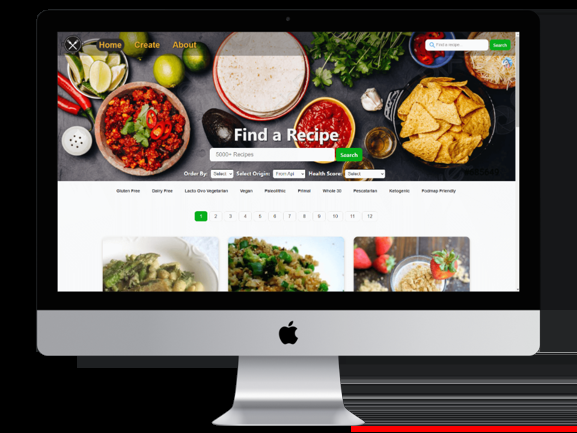 Home Create About
Find a recipe...
Search
Find a Recipe
5000+ Recipes
Search
Order By: Select Select Origin: From Api Health Score: Select
Gluten Free Dairy Free Lacto Ovo Vegetarian Vegan Paleolithic Primal Whole 30 Pescatarian Ketogenic Fodmap Friendly
1 2 3 4 5 6 7 8 9 10 11 12